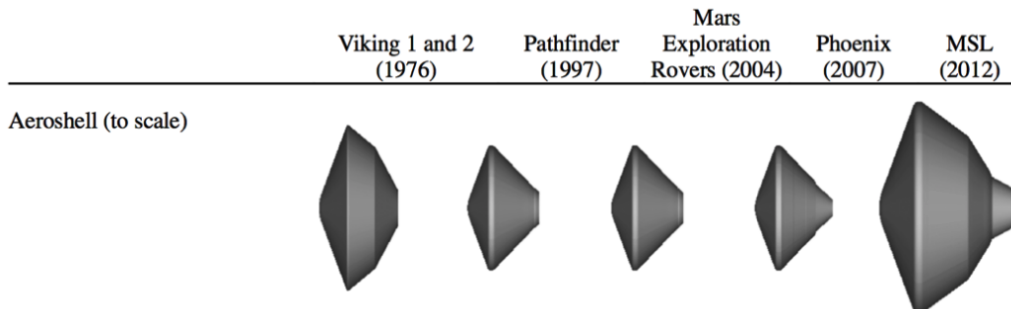 Mars
Viking 1 and 2 Pathfinder Exploration Phoenix MSL
(1976) (1997) Rovers (2004) (2007) (2012)
Aeroshell (to scale)